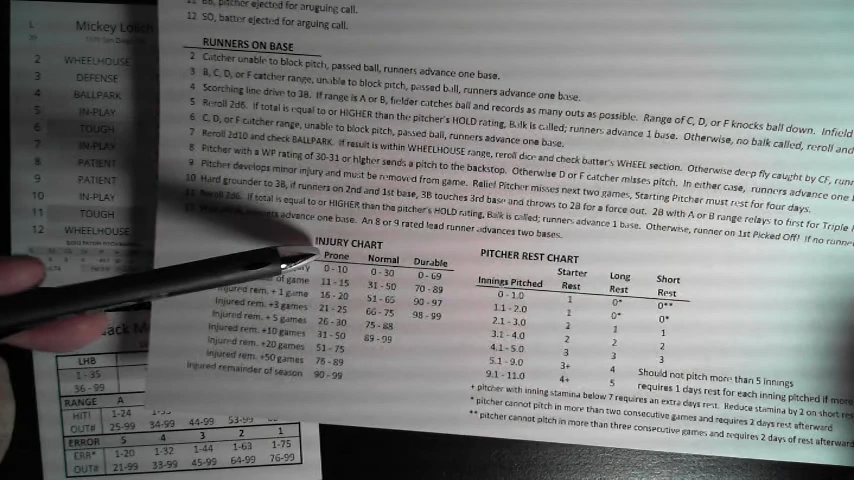 pitcher ejected for aruguing call.
12 SO, batter ejected for arguing call.
RUNNERS ON BASE
2 Catcher unable to block pitch, passed ball, runners advance one base.
3 B, C, D, or F catcher range, unable to block pitch, passed ball, runners advance one base.
4 Scorching line drive to 3B. If range is A or B, fielder catches ball and records as many outs as possible. Range of C, D, or F knocks ball down. Infield
5 Reroll 2d6. If total is equal to or HIGHER than the pitcher's HOLD rating, Balk is called; runners advance 1 base. Otherwise, no balk called, reroll and
6 C, D, or F catcher range, unable to block pitch, passed ball, runners advance one base.
7 Reroll 2d10 and check BALLPARK. If result is within WHEELHOUSE range, reroll dice and check batter's WHEEL section. Otherwise deep fly caught by CF, runn
8 Pitcher with a WP rating of 30-31 or higher sends a pitch to the backstop. Otherwise D or F catcher misses pitch. In either case, runners advance one
9 Pitcher develops minor injury and must be removed from game. Relief Pitcher misses next two games, Starting Pitcher must rest for four days.
10 Hard grounder to 3B, if runners on 2nd and 1st base, 3B touches 3rd base and throws to 2B for a force out. 2B with A or B range relays to first for Triple
11 Reroll 2d6. If total is equal to or HIGHER than the pitcher's HOLD rating, Balk is called; runners advance 1 base. Otherwise, runner on 1st Picked Off! If no runner
advance one base. An 8 or 9 rated lead runner advances two bases.
INJURY CHART
Prone Normal Durable
0 - 10 0 - 30 0 - 69
of game 11 - 15 31 - 50 70 - 89
Injured rem. + 1 game 16 - 20 51 - 65 90 - 97
Injured rem. +3 games 21 - 25 66 - 75 98 - 99
Injured rem. + 5 games 26 - 30 75 - 88
Injured rem. +10 games 31 - 50 89 - 99
Injured rem. +20 games 51 - 75
Injured rem. +50 games 76 - 89
Injured remainder of season 90 - 99
PITCHER REST CHART
Innings Pitched Starter Rest Long Rest Short Rest
0 - 1.0 1 0* 0**
1.1 - 2.0 1 0* 0*
2.1 - 3.0 2 1 1
3.1 - 4.0 2 2 2
4.1 - 5.0 3 3 3
5.1 - 9.0 3+ 4 Should not pitch more than 5 innings
9.1 - 11.0 4+ 5 requires 1 days rest for each inning pitched if more
+ pitcher with inning stamina below 7 requires an extra days rest. Reduce stamina by 2 on short res
* pitcher cannot pitch in more than two consecutive games and requires 2 days rest afterward
** pitcher cannot pitch in more than three consecutive games and requires 2 days of rest afterward
L Mickey Lolich
2 WHEELHOUSE
3 DEFENSE
4 BALLPARK
5 IN-PLAY
6 TOUGH
7 IN-PLAY
8 PATIENT
9 PATIENT
10 IN-PLAY
11 TOUGH
12 WHEELHOUSE
LHB
1 - 35
36 - 99
RANGE A
HIT! 1-24
OUT# 25-99 34-99 44-99 53-99
ERROR 5 4 3 2 1
ERR* 1-20 1-32 1-44 1-63 1-75
OUT# 21-99 33-99 45-99 64-99 76-99